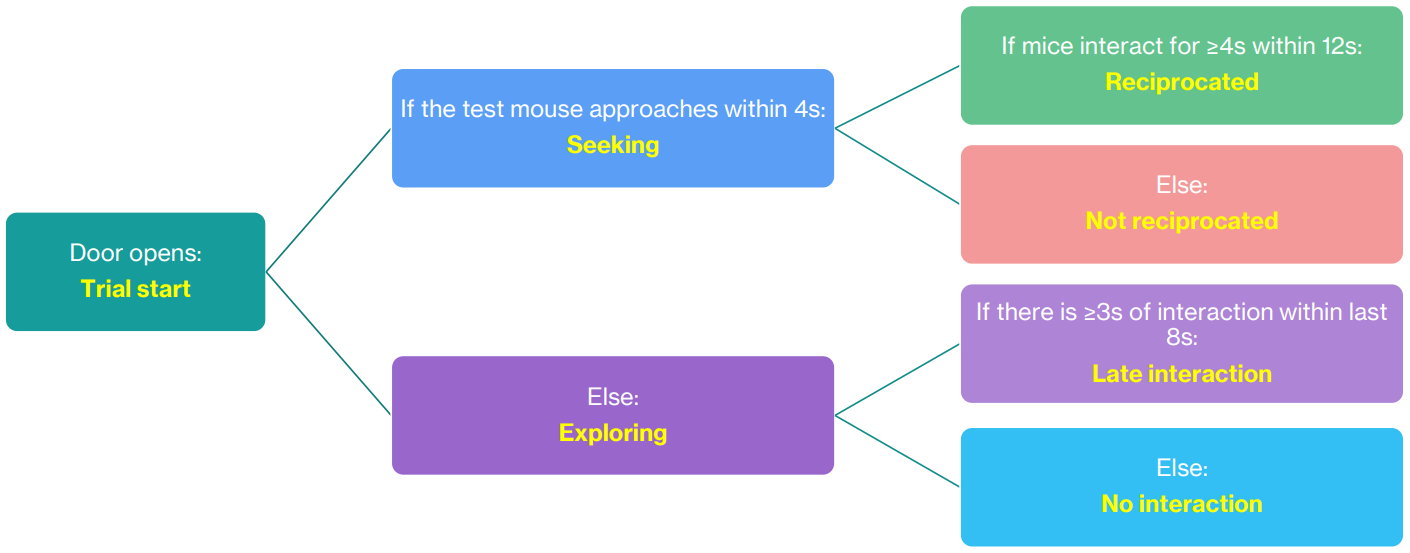 Door opens:
Trial start
If the test mouse approaches within 4s:
Seeking
Else:
Exploring
If mice interact for ≥4s within 12s:
Reciprocated
Else:
Not reciprocated
If there is ≥3s of interaction within last
8s:
Late interaction
Else:
No interaction